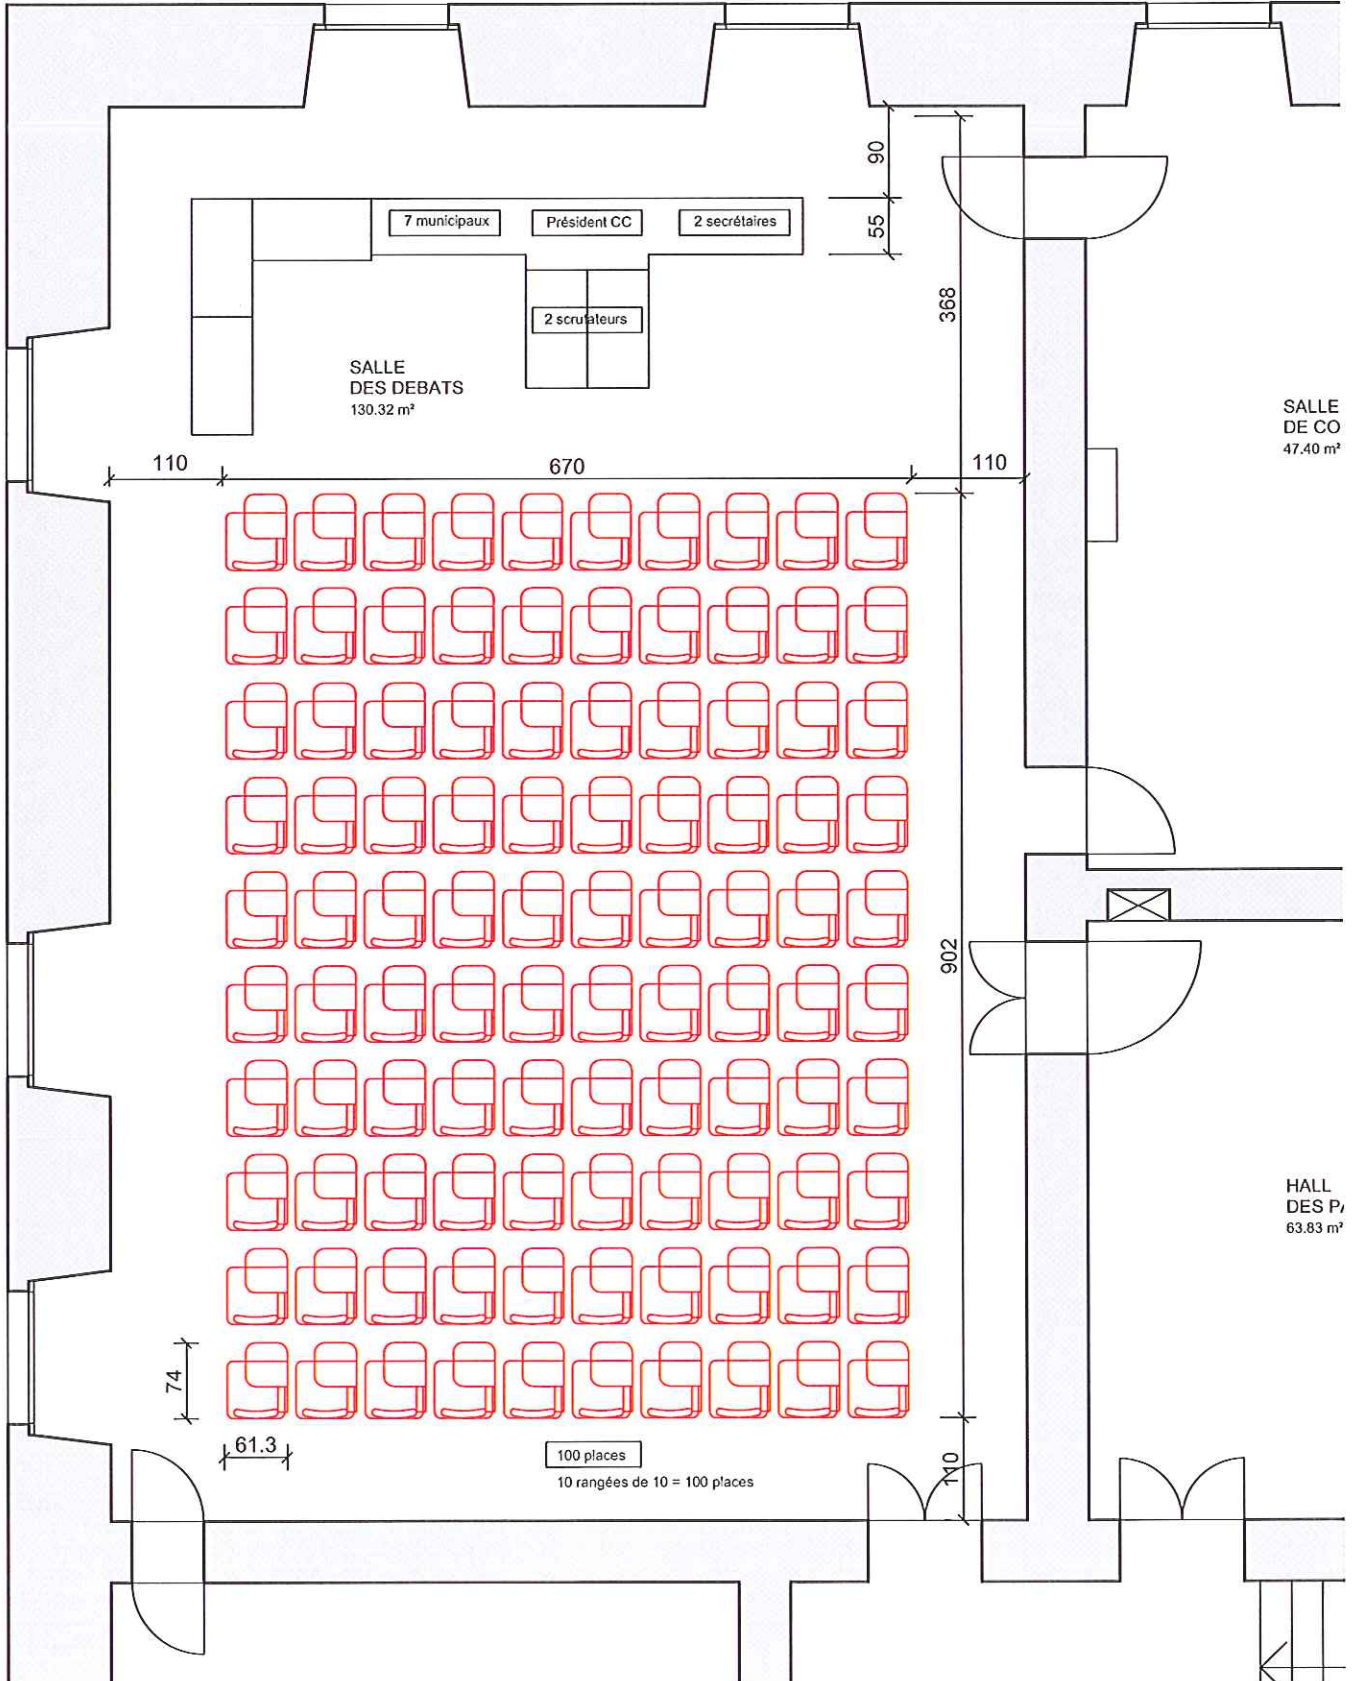 90
7 municipaux
Président CC
2 secrétaires
55
2 scrutateurs
368
SALLE
DES DEBATS
130.32 m²
SALLE
DE CO
47.40 m²
110
670
110
902
HALL
DES PA
63.83 m²
74
61.3
100 places
10 rangées de 10 = 100 places
110